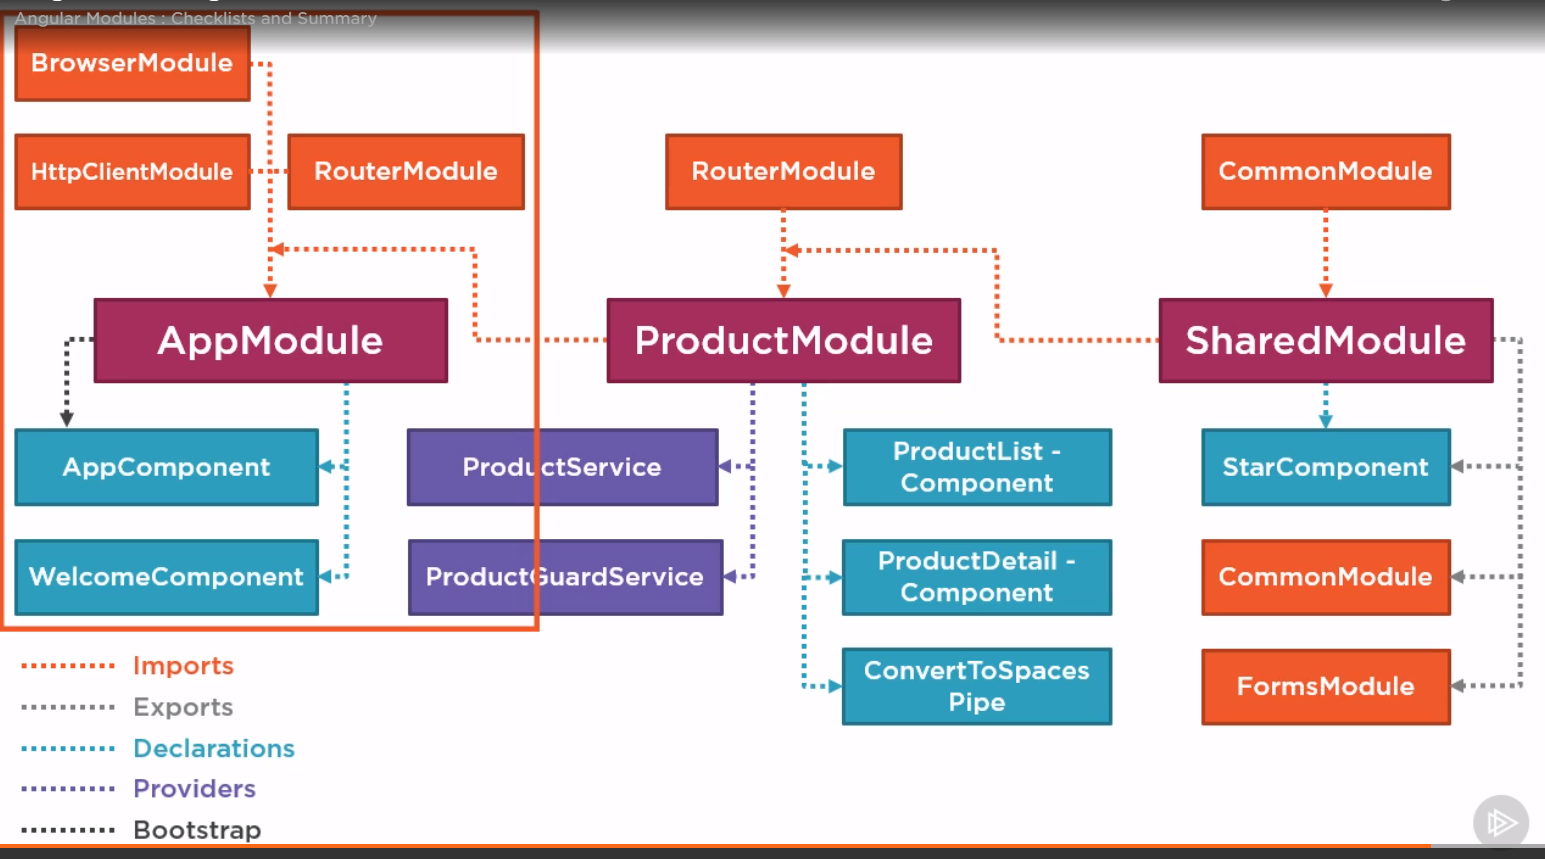 Angular Modules : Checklists and Summary
BrowserModule
HttpClientModule
RouterModule
RouterModule
CommonModule
AppModule
ProductModule
SharedModule
AppComponent
ProductService
ProductList -
Component
StarComponent
WelcomeComponent
ProductGuardService
ProductDetail -
Component
CommonModule
ConvertToSpaces
Pipe
FormsModule
Imports
Exports
Declarations
Providers
Bootstrap